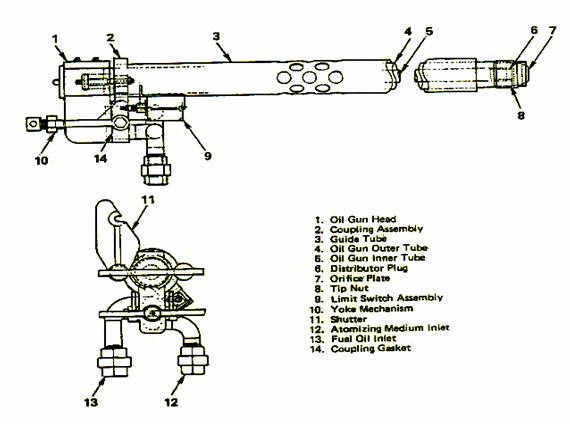 1 2 3 4 5 6 7
8
10 14 9
11
13 12
1. Oil Gun Head
2. Coupling Assembly
3. Guide Tube
4. Oil Gun Outer Tube
5. Oil Gun Inner Tube
6. Distributor Plug
7. Orifice Plate
8. Tip Nut
9. Limit Switch Assembly
10. Yoke Mechanism
11. Shutter
12. Atomizing Medium Inlet
13. Fual Oil Inlet
14. Coupling Gasket